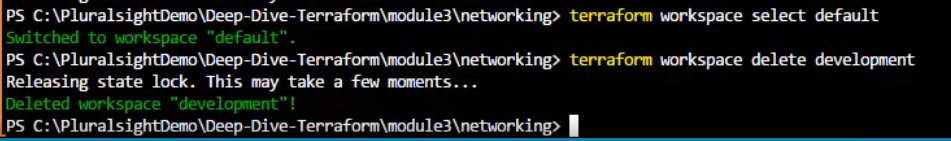 PS C:\PluralsightDemo\Deep-Dive-Terraform\module3\networking> terraform workspace select default
Switched to workspace "default".
PS C:\PluralsightDemo\Deep-Dive-Terraform\module3\networking> terraform workspace delete development
Releasing state lock. This may take a few moments...
Deleted workspace "development"!
PS C:\PluralsightDemo\Deep-Dive-Terraform\module3\networking>